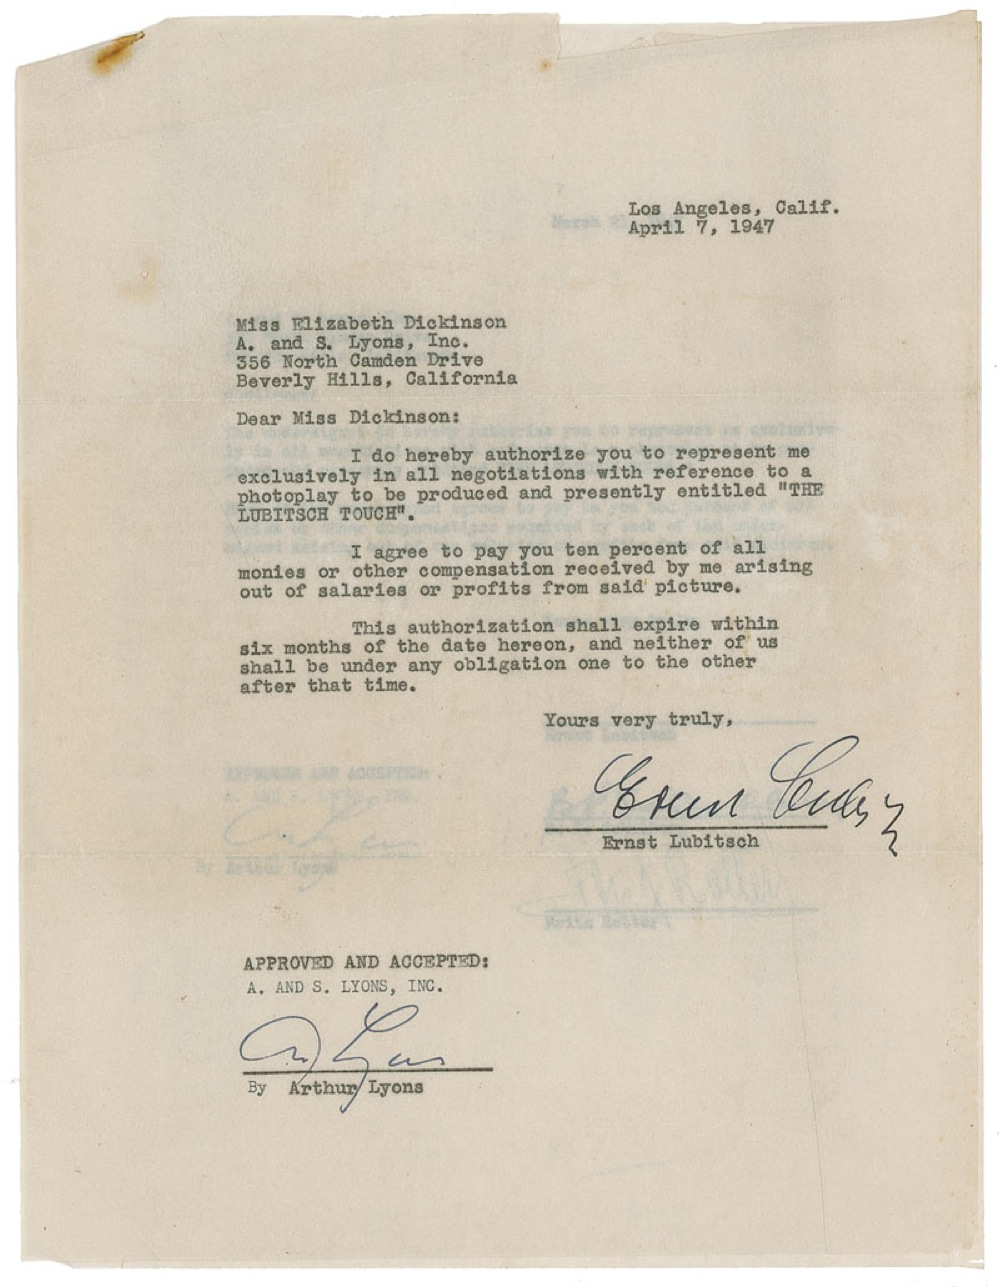 Los Angeles, Calif.
April 7, 1947
Miss Elizabeth Dickinson
A. and S. Lyons, Inc.
356 North Camden Drive
Beverly Hills, California
Dear Miss Dickinson:
I do hereby authorize you to represent me
exclusively in all negotiations with reference to a
photoplay to be produced and presently entitled "THE
LUBITSCH TOUCH".
I agree to pay you ten percent of all
monies or other compensation received by me arising
out of salaries or profits from said picture.
This authorization shall expire within
six months of the date hereon, and neither of us
shall be under any obligation one to the other
after that time.
Yours very truly,
Ernst Lubitsch
Ernst Lubitsch
APPROVED AND ACCEPTED:
A. AND S. LYONS, INC.
A Lyons
By Arthur Lyons